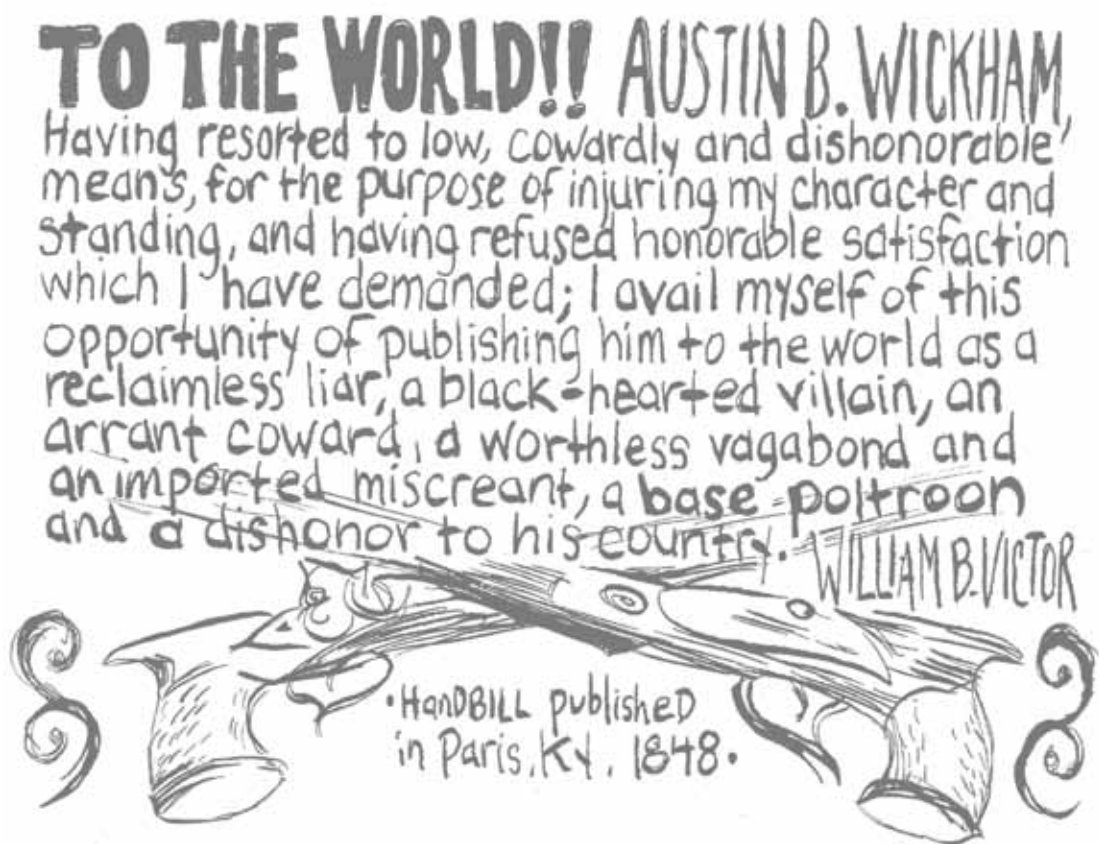 TO THE WORLD!! AUSTIN B. WICKHAM,
Having resorted to low, cowardly and dishonorable
means, for the purpose of injuring my character and
standing, and having refused honorable satisfaction
which I have demanded; I avail myself of this
opportunity of publishing him to the world as a
reclaimless liar, a black-hearted villain, an
arrant coward, a worthless vagabond and
an imported miscreant, a base poltroon
and a dishonor to his country.
WILLIAM B. VICTOR
•HANDBILL published
in Paris, Ky, 1848.